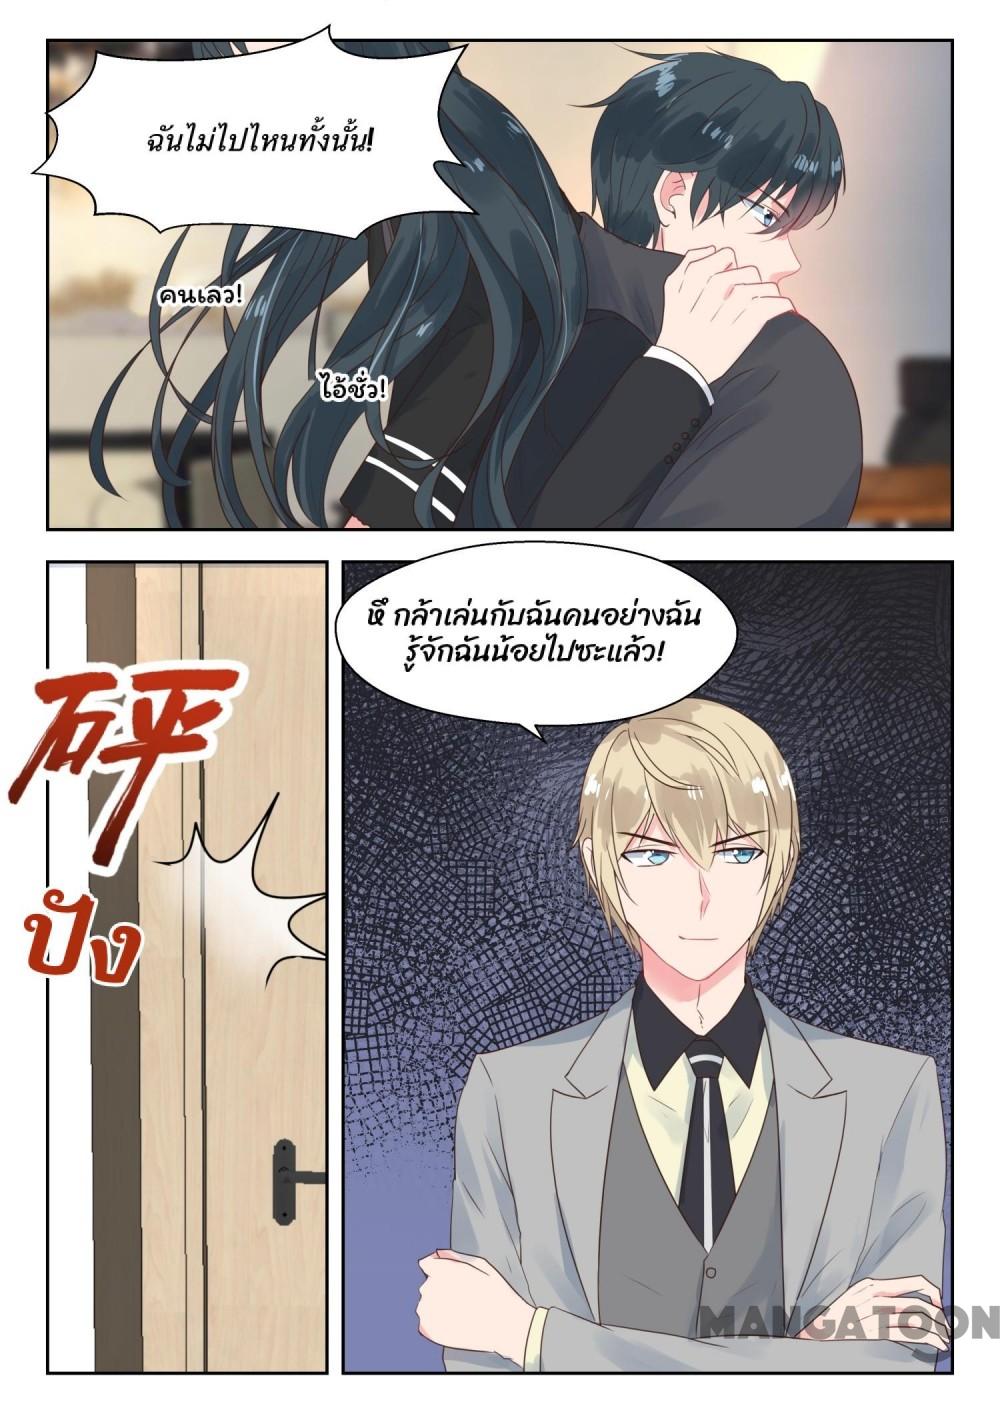 ฉันไม่ไปไหนทั้งนั้น!
คนเลว!
ไอ้ชั่ว!
หึ กล้าเล่นกับฉันคนอย่างฉัน
รู้จักฉันน้อยไปซะแล้ว!
砰
ปัง
MANGATOON